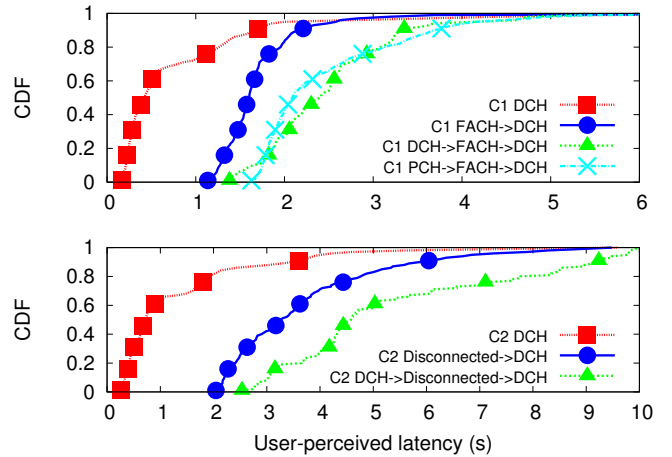 1
0.8
0.6
0.4
0.2
0
CDF
C1 DCH
C1 FACH->DCH
C1 DCH->FACH->DCH
C1 PCH->FACH->DCH
0 1 2 3 4 5 6
1
0.8
0.6
0.4
0.2
0
CDF
C2 DCH
C2 Disconnected->DCH
C2 DCH->Disconnected->DCH
0 1 2 3 4 5 6 7 8 9 10
User-perceived latency (s)